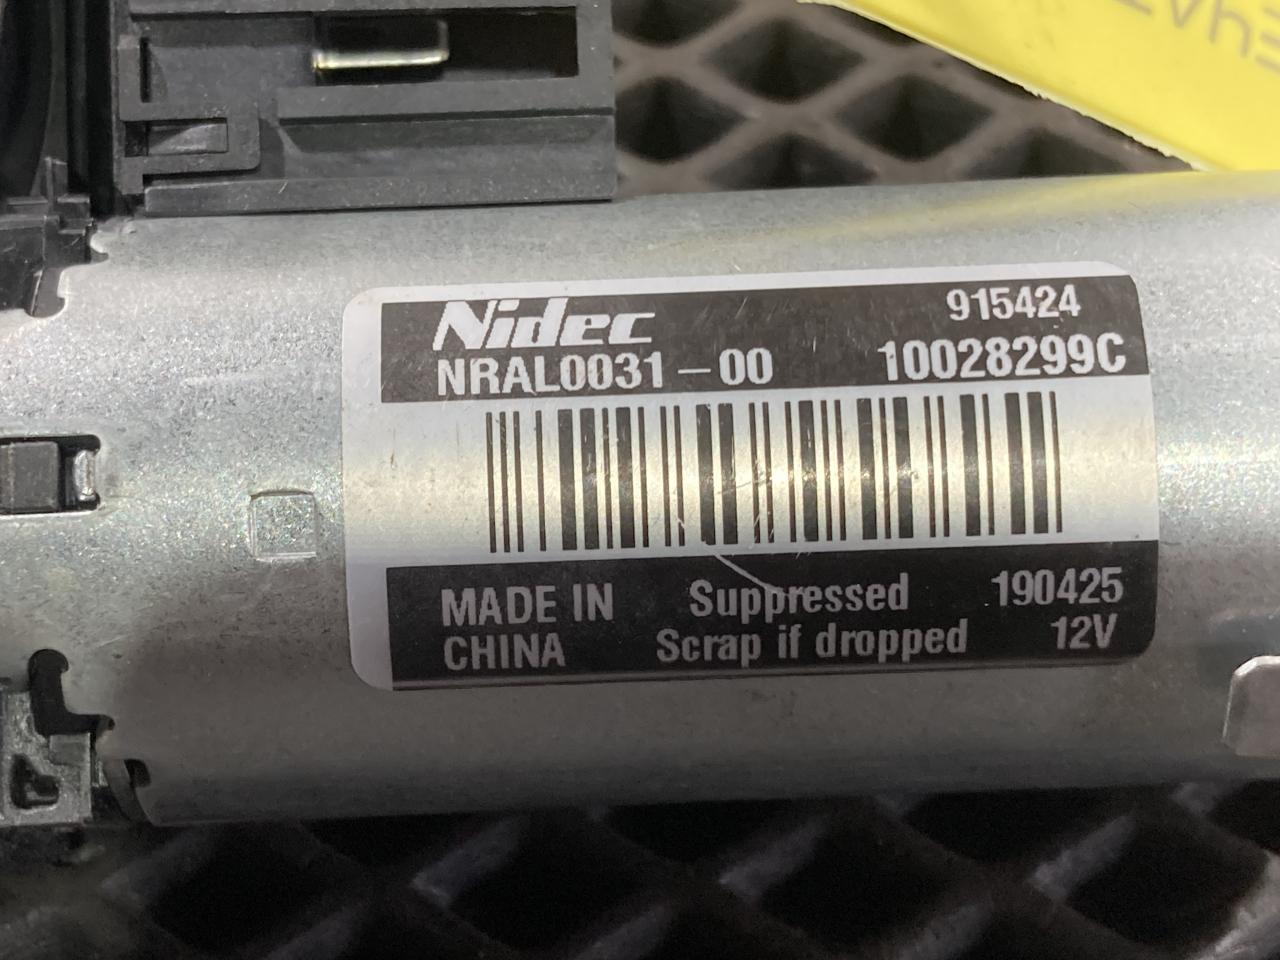 Nidec
915424
NRAL0031-00
10028299C
MADE IN
CHINA
Suppressed
Scrap if dropped
190425
12V